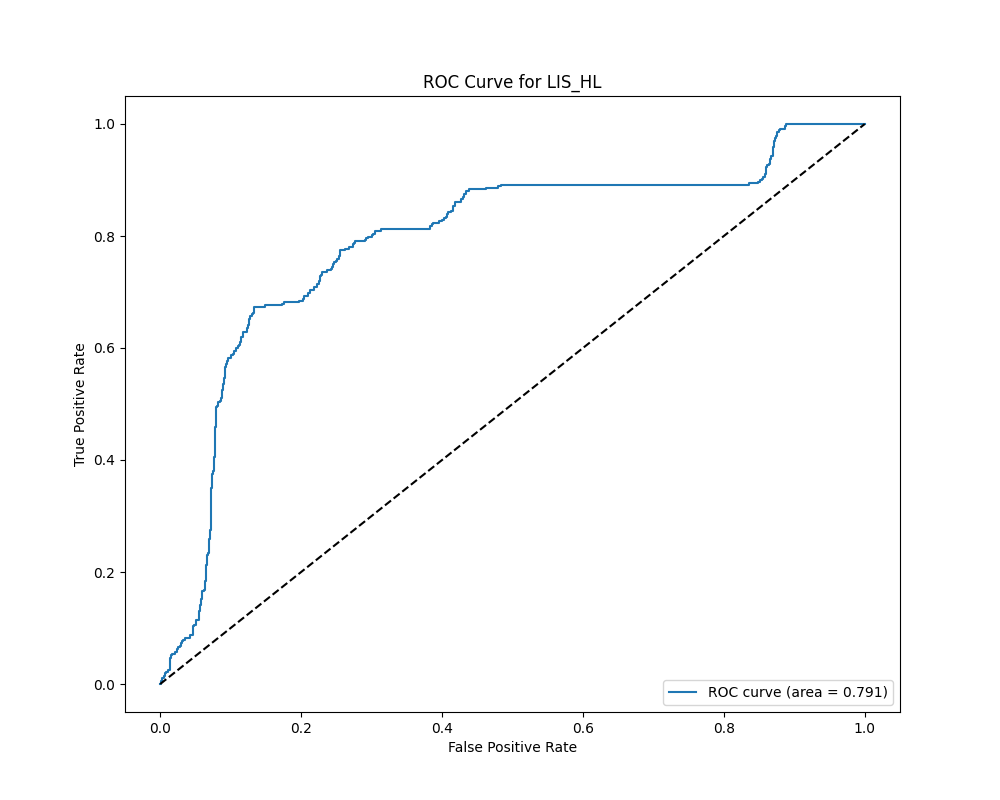 ROC Curve for LIS_HL
1.0
0.8
0.6
0.4
0.2
0.0
True Positive Rate
ROC curve (area = 0.791)
0.0 0.2 0.4 0.6 0.8 1.0
False Positive Rate